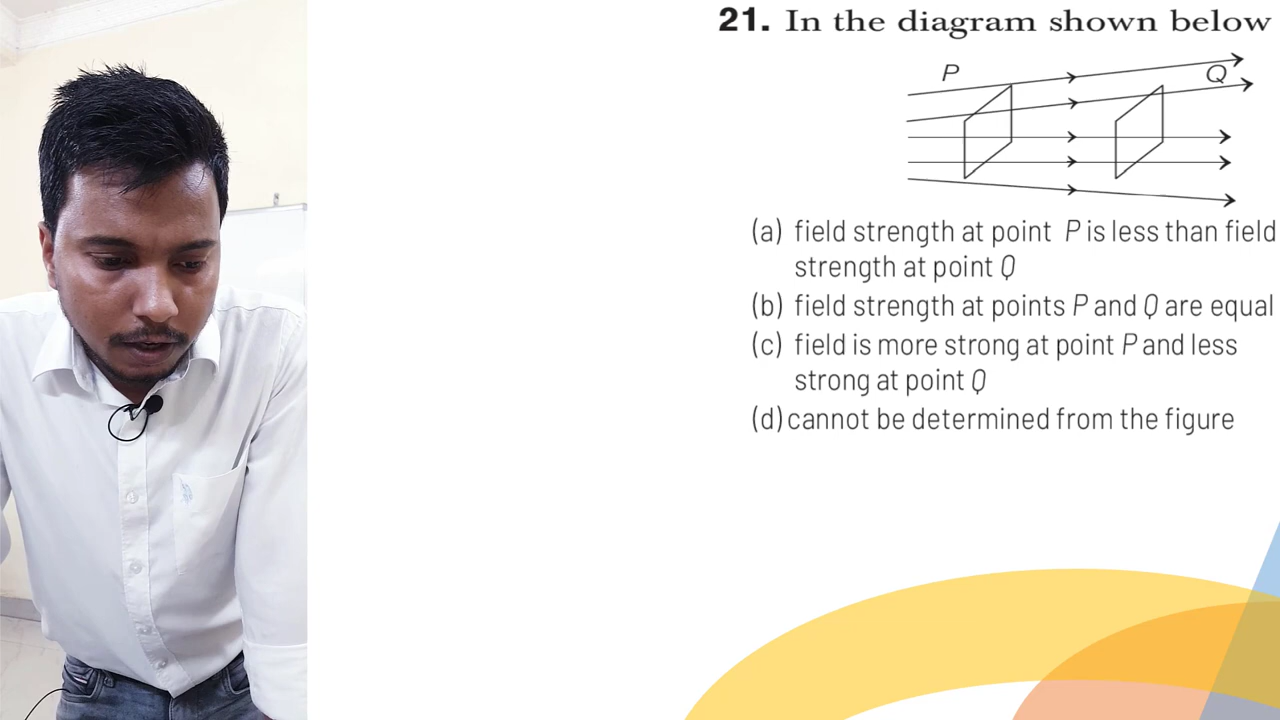 21. In the diagram shown below
P
Q
(a) field strength at point P is less than field
strength at point Q
(b) field strength at points P and Q are equal
(c) field is more strong at point P and less
strong at point Q
(d) cannot be determined from the figure